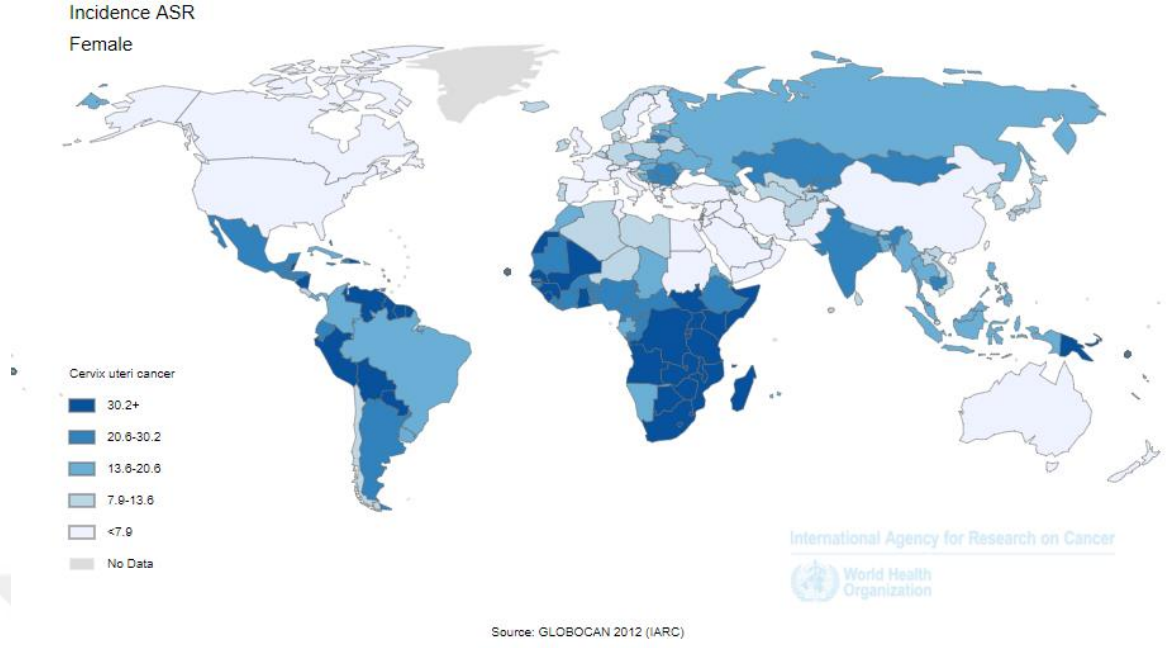 Incidence ASR
Female
Cervix uteri cancer
30.2+
20.6-30.2
13.6-20.6
7.9-13.6
<7.9
No Data
International Agency for Research on Cancer
World Health
Organization
Source: GLOBOCAN 2012 (IARC)